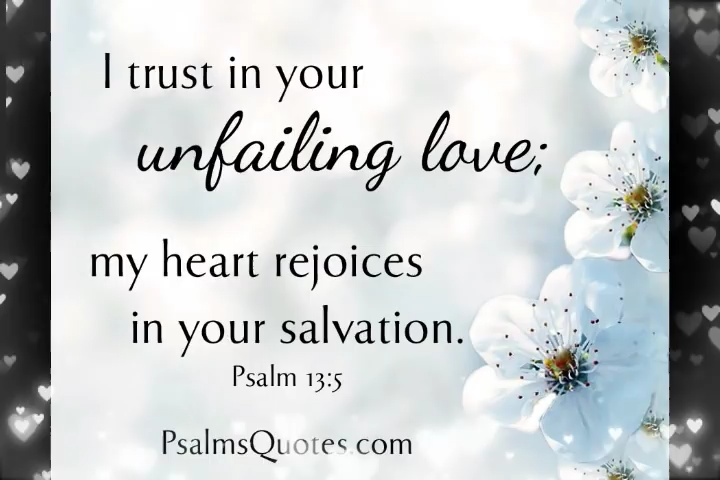 I trust in your
unfailing love;
my heart rejoices
in your salvation.
Psalm 13:5
PsalmsQuotes.com